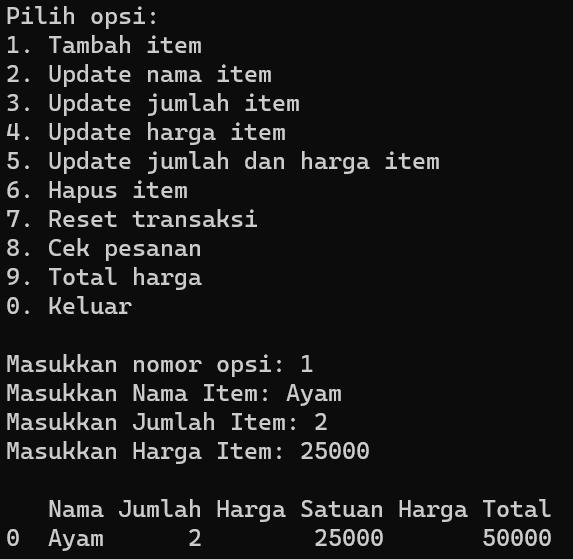 Pilih opsi:
1. Tambah item
2. Update nama item
3. Update jumlah item
4. Update harga item
5. Update jumlah dan harga item
6. Hapus item
7. Reset transaksi
8. Cek pesanan
9. Total harga
0. Keluar
Masukkan nomor opsi: 1
Masukkan Nama Item: Ayam
Masukkan Jumlah Item: 2
Masukkan Harga Item: 25000
Nama Jumlah Harga Satuan Harga Total
0 Ayam 2 25000 50000